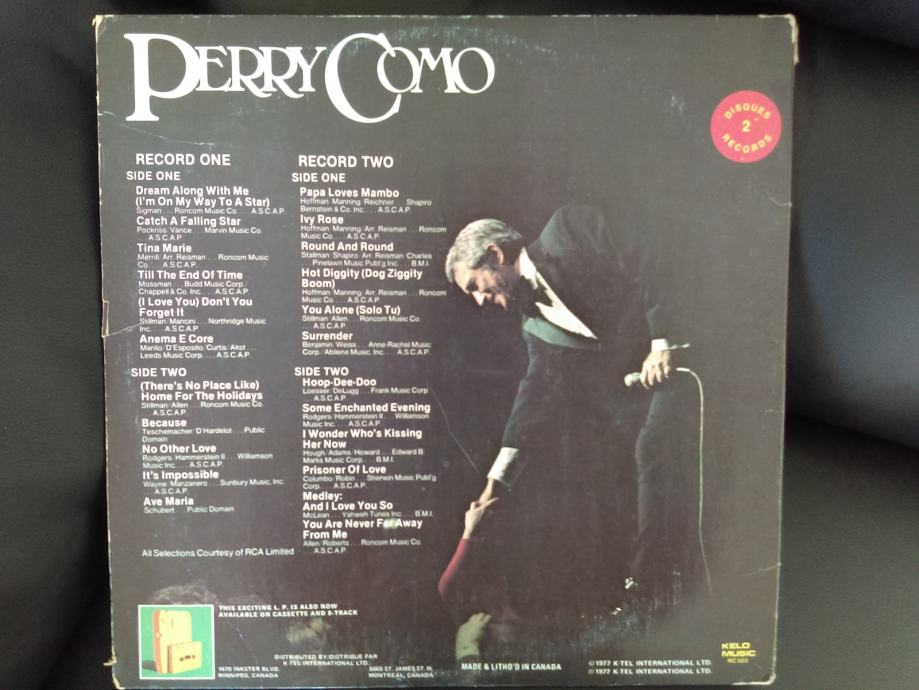 PERRY COMO
DISQUES
2
RECORDS
RECORD ONE
SIDE ONE
Dream Along With Me
(I'm On My Way To A Star)
Sigman . . . Roncom Music Co. . . . A.S.C.A.P.
Catch A Falling Star
Pockriss/Vance . . . Marvin Music Co.
. . . A.S.C.A.P.
Tina Marie
Merrill/Arr. Reisman . . . Roncom Music
Co. . . . A.S.C.A.P.
Till The End Of Time
Mossman . . . Budd Music Corp./
Chappell & Co. Inc. . . . A.S.C.A.P.
(I Love You) Don't You
Forget It
Stillman/Mancini . . . Northridge Music
Inc. . . . A.S.C.A.P.
Anema E Core
Manlio/D'Esposito/Curtis/Akst . . .
Leeds Music Corp. . . . A.S.C.A.P.
SIDE TWO
(There's No Place Like)
Home For The Holidays
Stillman/Allen . . . Roncom Music Co.
. . . A.S.C.A.P.
Because
Teschemacher/D'Hardelot . . . Public
Domain
No Other Love
Rodgers/Hammerstein II . . . Williamson
Music Inc. . . . A.S.C.A.P.
It's Impossible
Wayne/Manzanero . . . Sunbury Music, Inc.
. . . A.S.C.A.P.
Ave Maria
Schubert . . . Public Domain
RECORD TWO
SIDE ONE
Papa Loves Mambo
Hoffman/Manning/Reichner . . . Shapiro
Bernstein & Co. Inc. . . . A.S.C.A.P.
Ivy Rose
Hoffman/Manning/Arr. Reisman . . . Roncom
Music Co. . . . A.S.C.A.P.
Round And Round
Stallman/Shapiro/Arr. Reisman/Charles
. . . Pinelawn Music Publ'g Inc. . . . B.M.I.
Hot Diggity (Dog Ziggity
Boom)
Hoffman/Manning/Arr. Reisman . . . Roncom
Music Co. . . . A.S.C.A.P.
You Alone (Solo Tu)
Stillman/Allen . . . Roncom Music Co.
. . . A.S.C.A.P.
Surrender
Benjamin/Weiss . . . Anne-Rachel Music
Corp./Abilene Music, Inc. . . . A.S.C.A.P.
SIDE TWO
Hoop-Dee-Doo
Loesser/DeLugg . . . Frank Music Corp
. . . A.S.C.A.P.
Some Enchanted Evening
Rodgers/Hammerstein II . . . Williamson
Music Inc. . . . A.S.C.A.P.
I Wonder Who's Kissing
Her Now
Hough/Adams/Howard . . . Edward B.
Marks Music Corp. . . . B.M.I.
Prisoner Of Love
Columbo/Robin . . . Sherwin Music Publ'g
Corp. . . . A.S.C.A.P.
Medley:
And I Love You So
McLean . . . Yahweh Tunes Inc. . . . B.M.I.
You Are Never Far Away
From Me
Allen/Roberts . . . Roncom Music Co.
. . . A.S.C.A.P.
All Selections Courtesy of RCA Limited
THIS EXCITING L.P. IS ALSO NOW
AVAILABLE ON CASSETTE AND 8-TRACK
DISTRIBUTED BY/DISTRIBUE PAR
K-TEL INTERNATIONAL LTD.
1670 INKSTER BLVD.
WINNIPEG, CANADA
ST. JAMES ST. W.
MONTREAL, CANADA
MADE & LITHO'D IN CANADA
©1977 K-TEL INTERNATIONAL LTD.
℗1977 K-TEL INTERNATIONAL LTD.
KELO
MUSIC